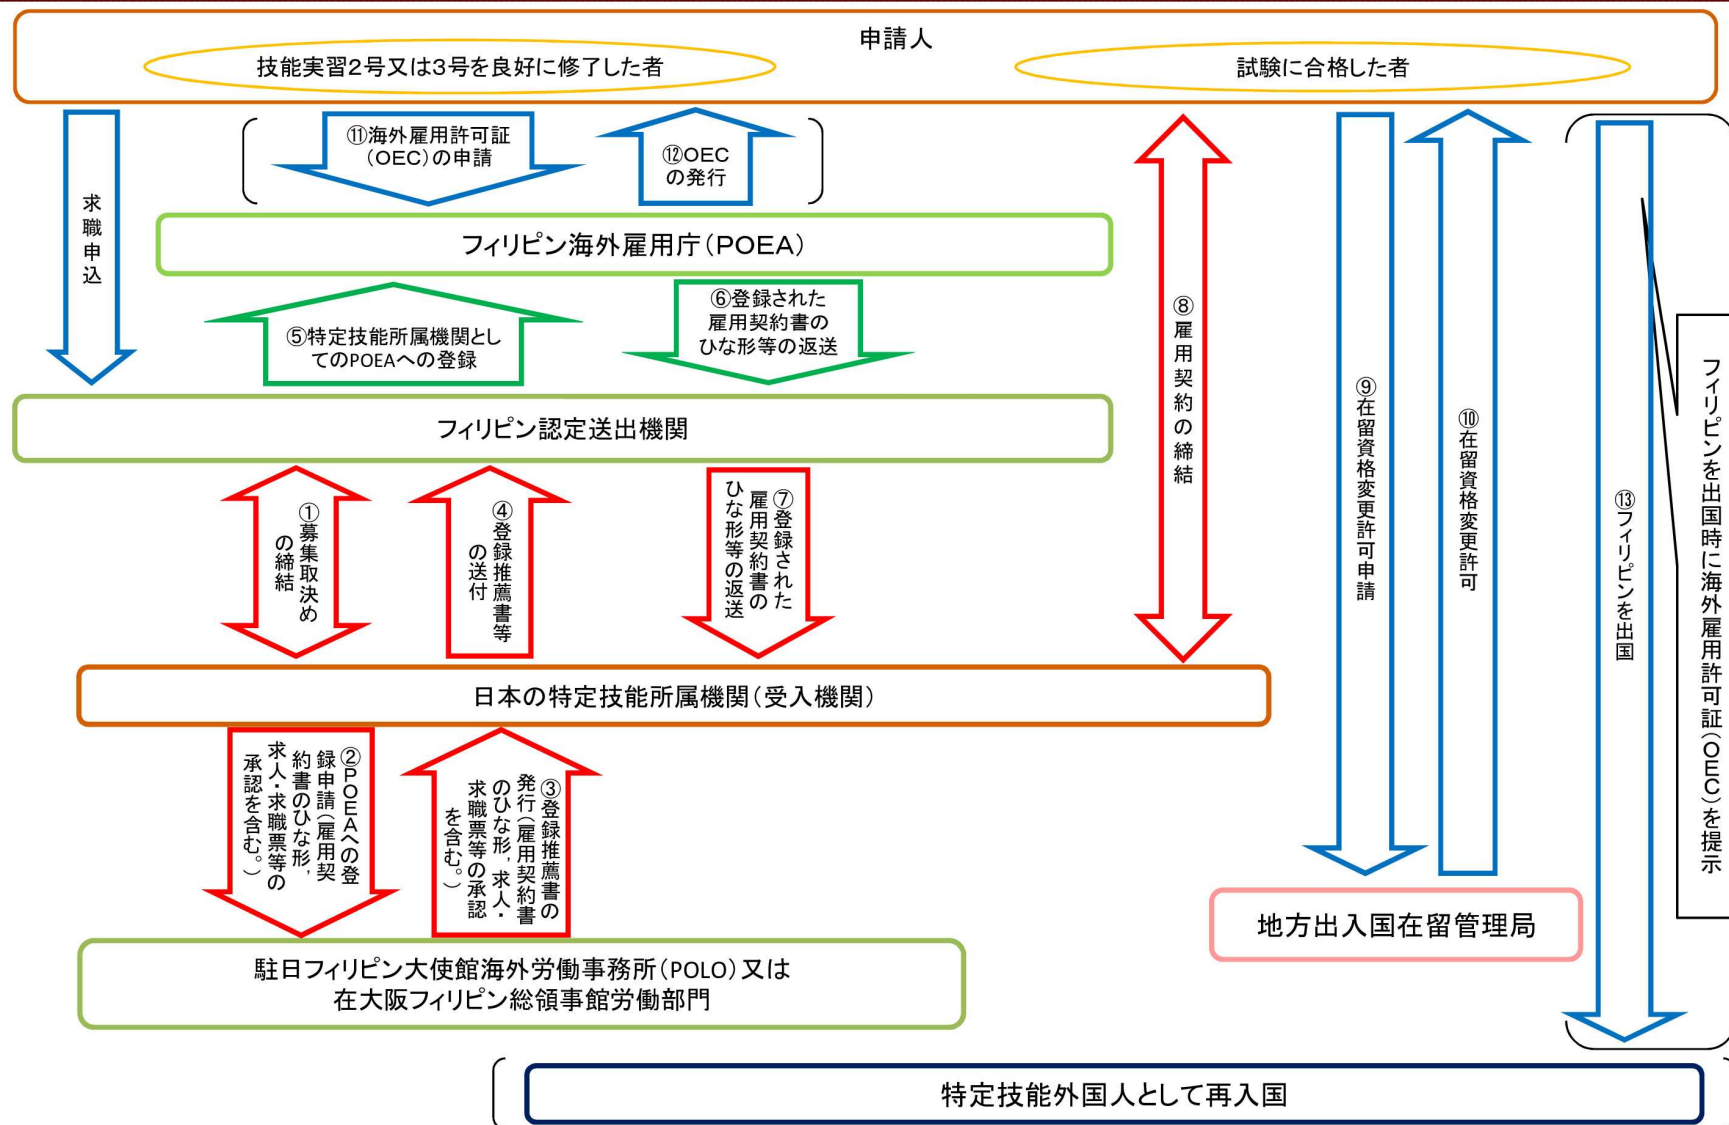 申請人
技能実習2号又は3号を良好に修了した者
試験に合格した者
求職申込
⑪海外雇用許可証
(OEC)の申請
⑫OEC
の発行
フィリピン海外雇用庁(POEA)
⑤特定技能所属機関とし
てのPOEAへの登録
⑥登録された
雇用契約書の
ひな形等の返送
フィリピン認定送出機関
①募集取決め
の締結
④登録推薦書等
の送付
⑦登録された
雇用契約書の
ひな形等の返送
⑧雇用契約の締結
⑨在留資格変更許可申請
⑩在留資格変更許可
⑬フィリピンを出国
フィリピンを出国時に海外雇用許可証(OEC)を提示
日本の特定技能所属機関(受入機関)
②POEAへの登
録申請(雇用契
約書のひな形,
求人・求職票等の
承認を含む。)
③登録推薦書の
発行(雇用契約書
のひな形,求人・
求職票等の承認
を含む。)
地方出入国在留管理局
駐日フィリピン大使館海外労働事務所(POLO)又は
在大阪フィリピン総領事館労働部門
特定技能外国人として再入国